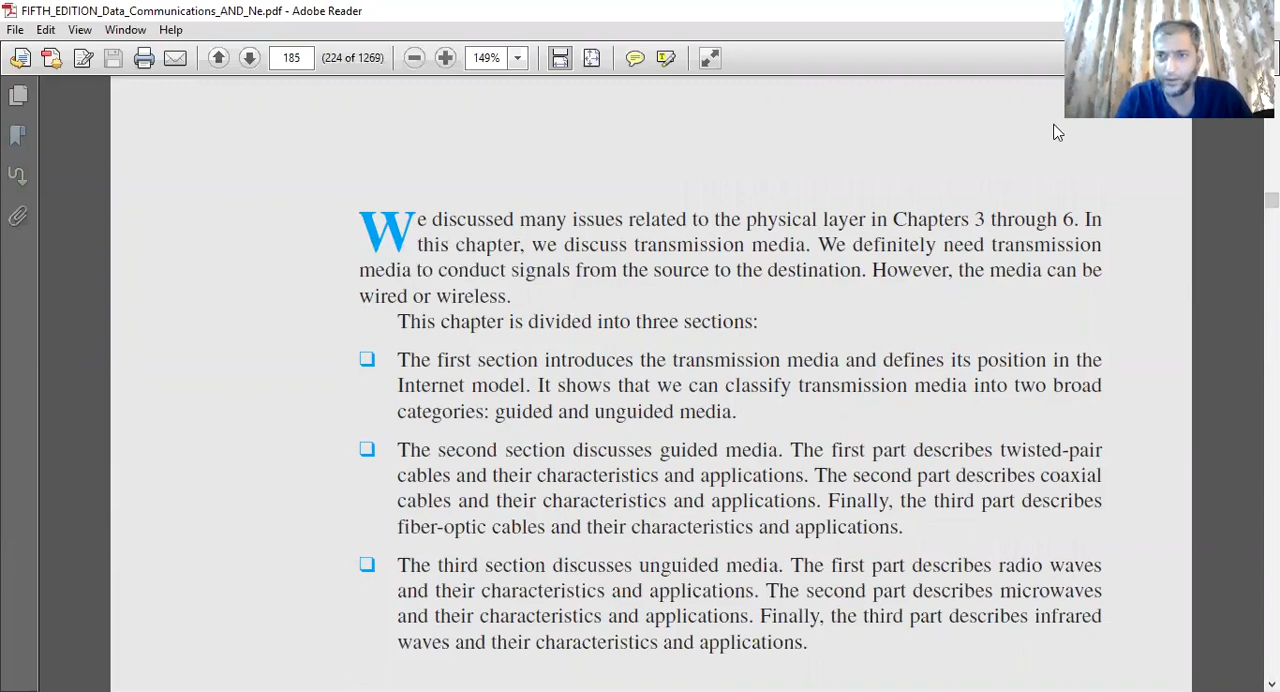 FIFTH_EDITION_Data_Communications_AND_Ne.pdf - Adobe Reader
File Edit View Window Help
185 (224 of 1269) 149%
We discussed many issues related to the physical layer in Chapters 3 through 6. In
this chapter, we discuss transmission media. We definitely need transmission
media to conduct signals from the source to the destination. However, the media can be
wired or wireless.
This chapter is divided into three sections:
❑ The first section introduces the transmission media and defines its position in the
Internet model. It shows that we can classify transmission media into two broad
categories: guided and unguided media.
❑ The second section discusses guided media. The first part describes twisted-pair
cables and their characteristics and applications. The second part describes coaxial
cables and their characteristics and applications. Finally, the third part describes
fiber-optic cables and their characteristics and applications.
❑ The third section discusses unguided media. The first part describes radio waves
and their characteristics and applications. The second part describes microwaves
and their characteristics and applications. Finally, the third part describes infrared
waves and their characteristics and applications.